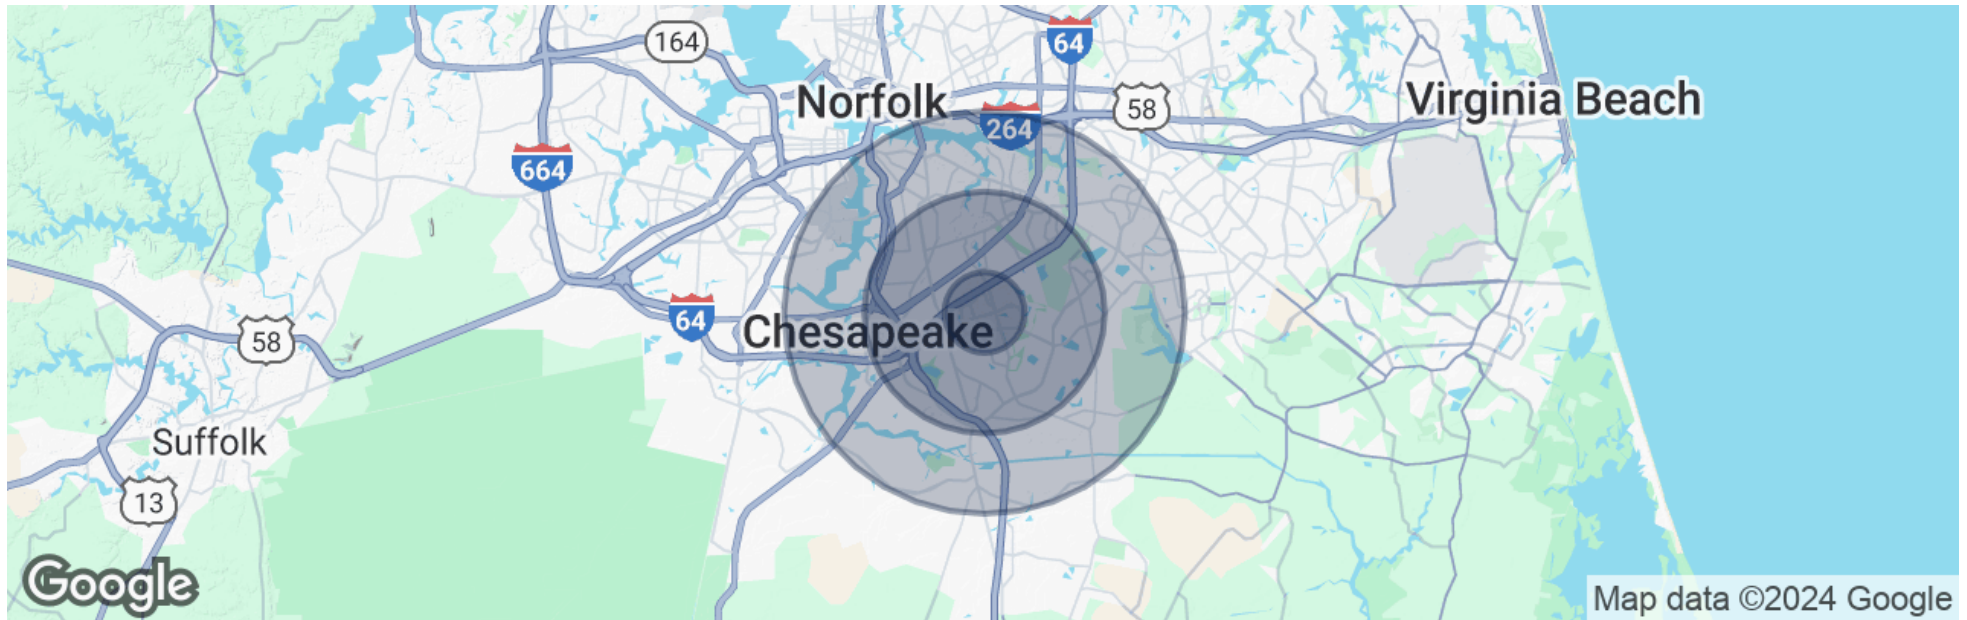 164
64
Norfolk
58
Virginia Beach
264
664
64
Chesapeake
58
Suffolk
13
Google
Map data ©2024 Google